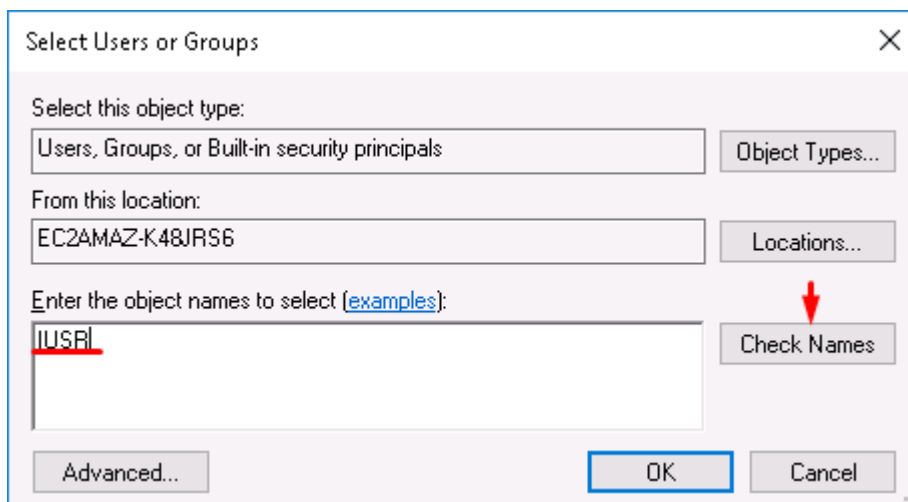 Select Users or Groups
Select this object type:
Users, Groups, or Built-in security principals
Object Types...
From this location:
EC2AMAZ-K48JRS6
Locations...
Enter the object names to select (examples):
IUSR
Check Names
Advanced...
OK
Cancel